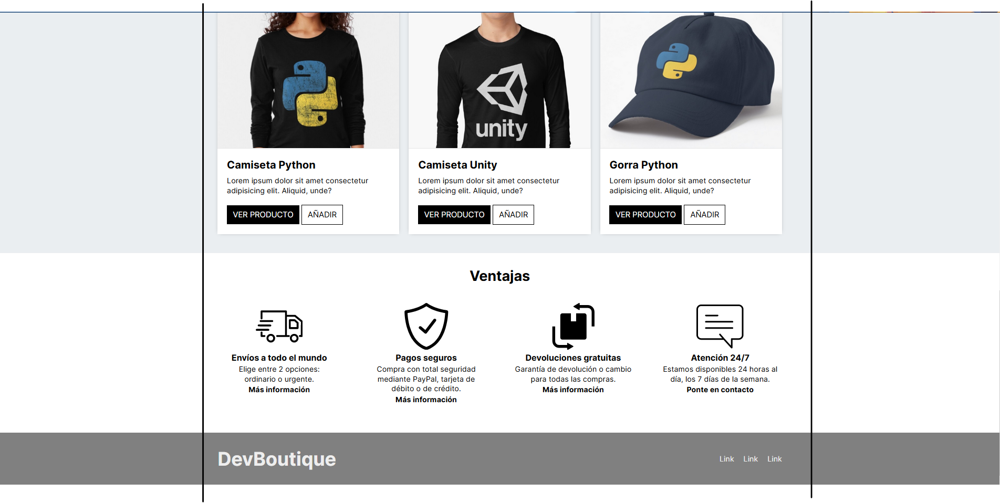 unity
Camiseta Python
Lorem ipsum dolor sit amet consectetur
adipisicing elit. Aliquid, unde?
VER PRODUCTO AÑADIR
Camiseta Unity
Lorem ipsum dolor sit amet consectetur
adipisicing elit. Aliquid, unde?
VER PRODUCTO AÑADIR
Gorra Python
Lorem ipsum dolor sit amet consectetur
adipisicing elit. Aliquid, unde?
VER PRODUCTO AÑADIR
Ventajas
Envíos a todo el mundo
Elige entre 2 opciones:
ordinario o urgente.
Más información
Pagos seguros
Compra con total seguridad
mediante PayPal, tarjeta de
débito o de crédito.
Más información
Devoluciones gratuitas
Garantía de devolución o cambio
para todas las compras.
Más información
Atención 24/7
Estamos disponibles 24 horas al
día, los 7 días de la semana.
Ponte en contacto
DevBoutique
Link Link Link